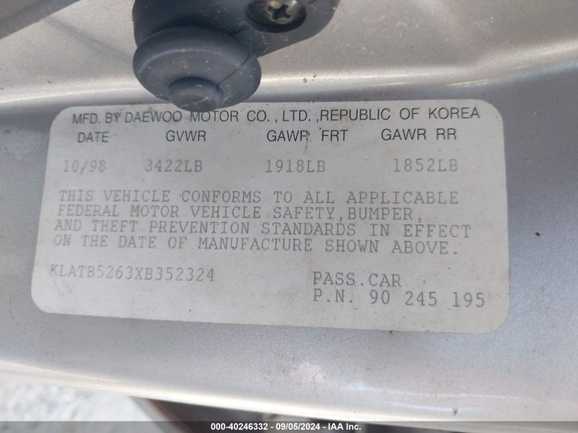 MFD. BY DAEWOO MOTOR CO., LTD. ,REPUBLIC OF KOREA
DATE GVWR GAWR FRT GAWR RR
10/98 3422LB 1918LB 1852LB
THIS VEHICLE CONFORMS TO ALL APPLICABLE
FEDERAL MOTOR VEHICLE SAFETY,BUMPER,
AND THEFT PREVENTION STANDARDS IN EFFECT
ON THE DATE OF MANUFACTURE SHOWN ABOVE.
KLATB5263XB352324
PASS.CAR
P.N. 90 245 195
000-40246332 - 09/05/2024 - IAA Inc.